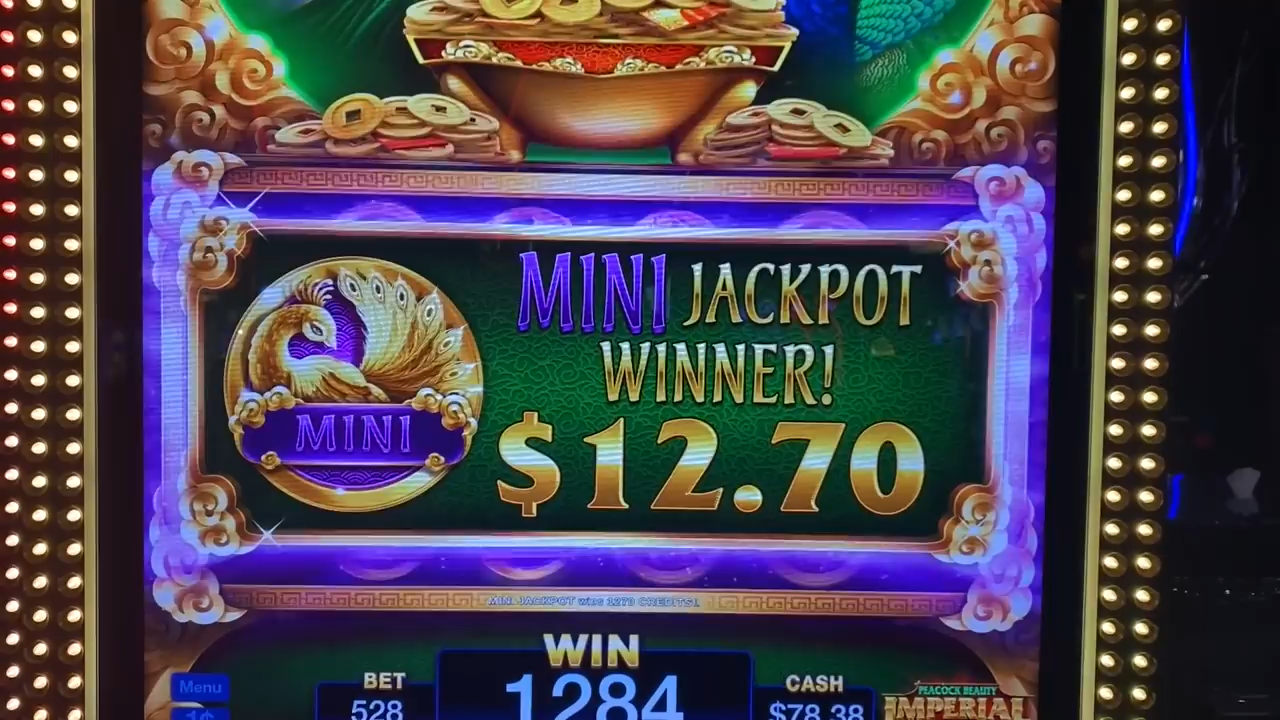 MINI JACKPOT
WINNER!
$12.70
MINI
MINI JACKPOT wins 1270 CREDITS!
WIN
1284
BET
528
CASH
$78.38
Menu
1¢
PEACOCK BEAUTY
IMPERIAL